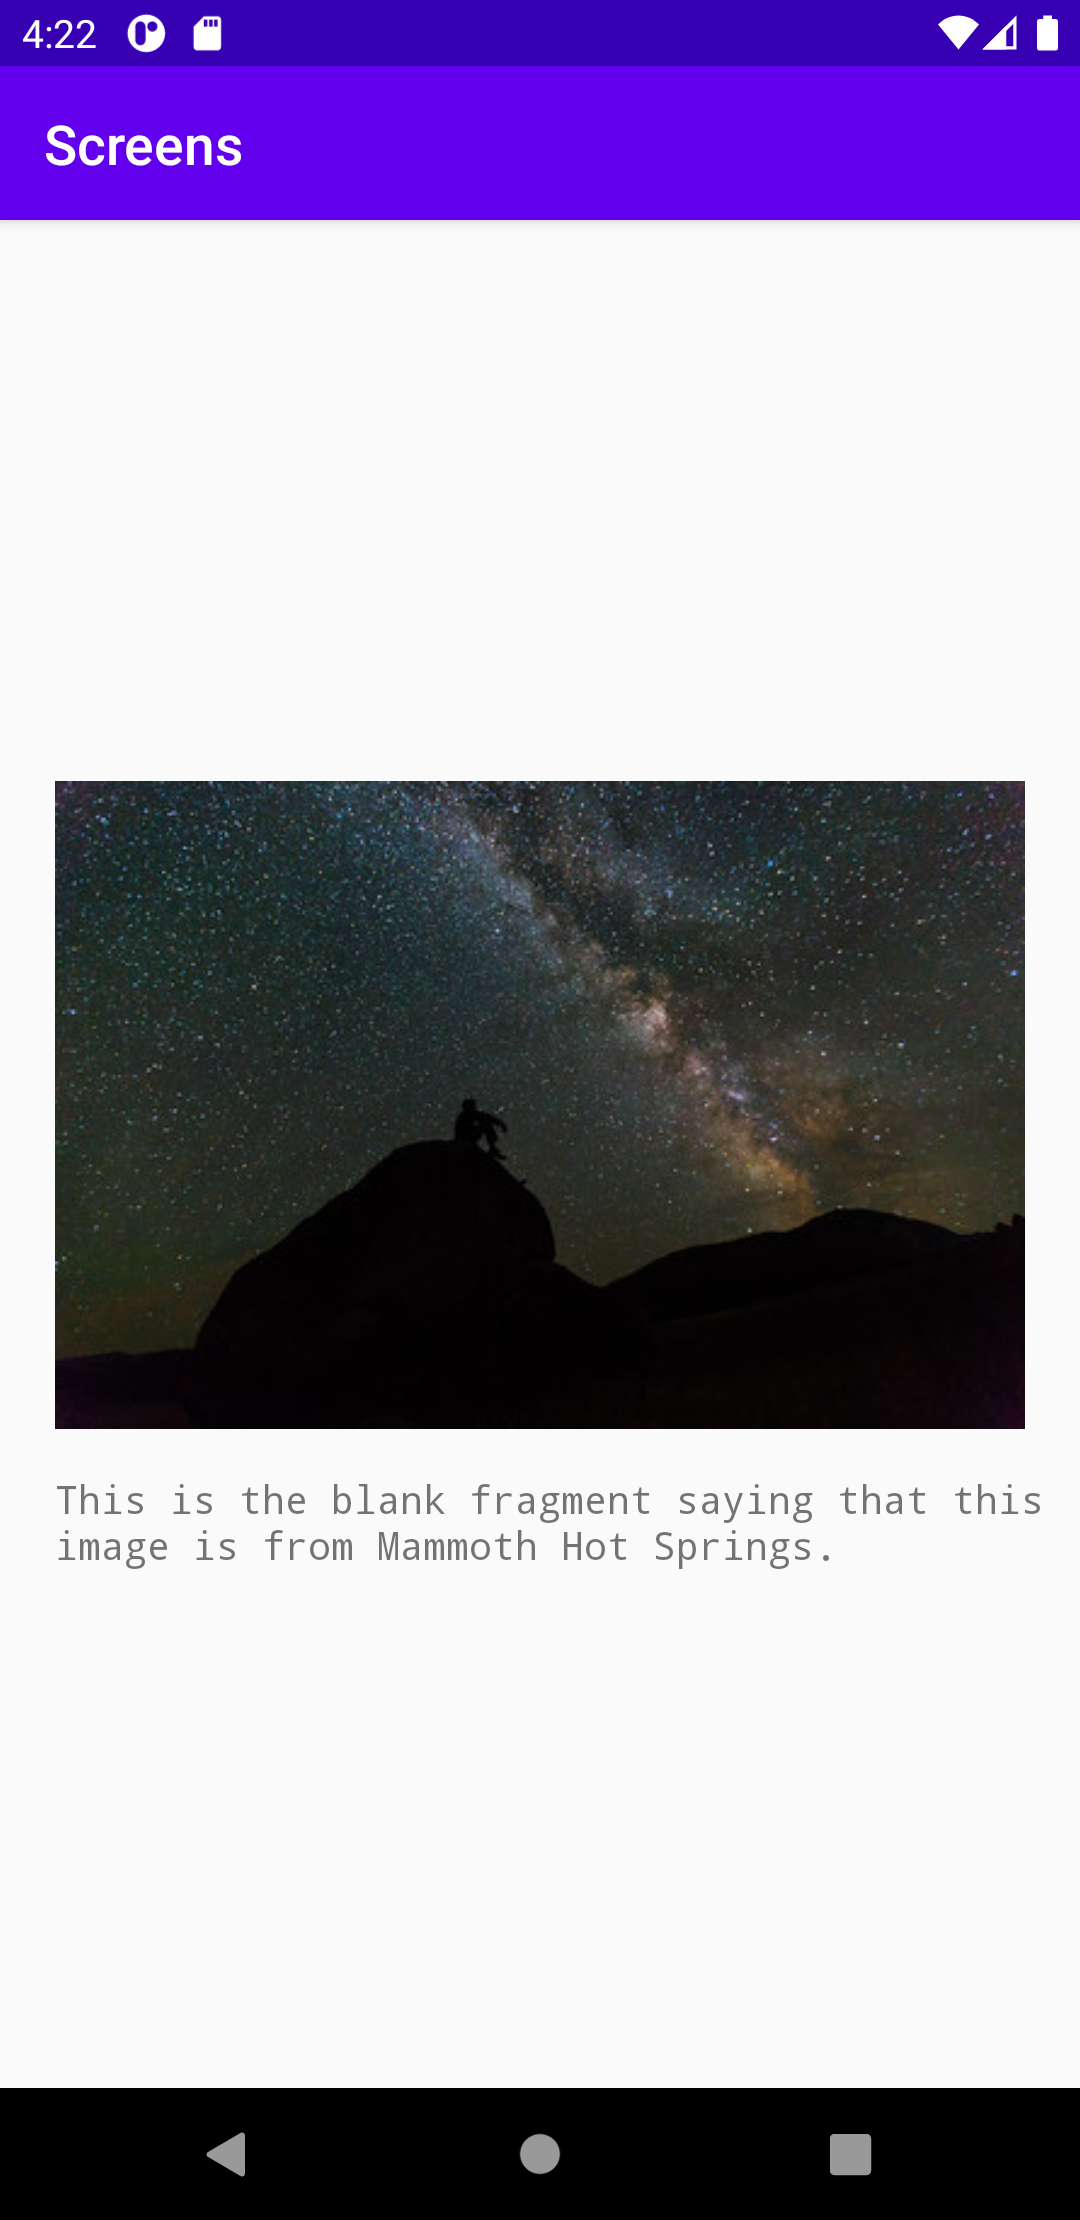 4:22
Screens
This is the blank fragment saying that this
image is from Mammoth Hot Springs.